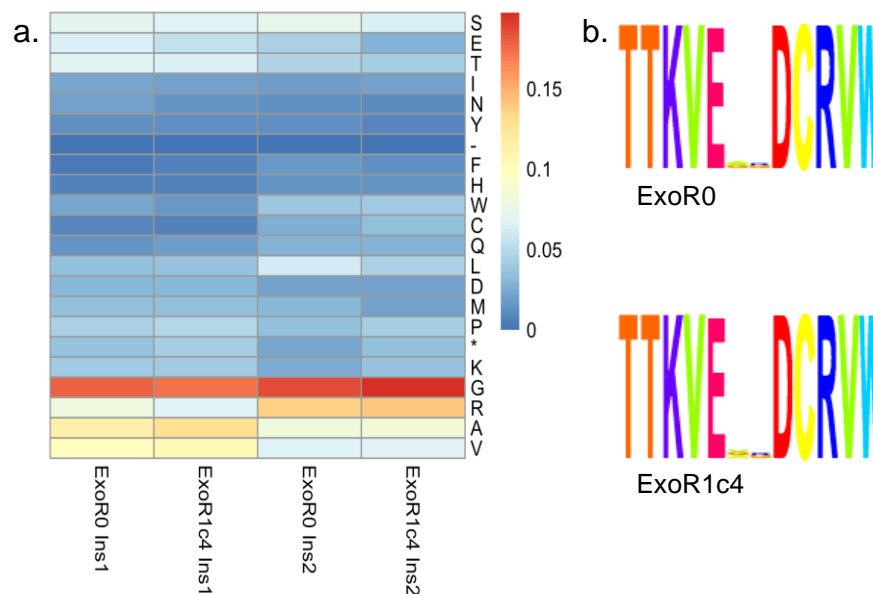 a.
S
E
T
I
N
Y
-
F
H
W
C
Q
L
D
M
P
*
K
G
R
A
V
0.15
0.1
0.05
0
ExoR0 Ins1
ExoR1c4 Ins1
ExoR0 Ins2
ExoR1c4 Ins2
b.
TTKVE DCRVW
ExoR0
TTKVE DCRVW
ExoR1c4